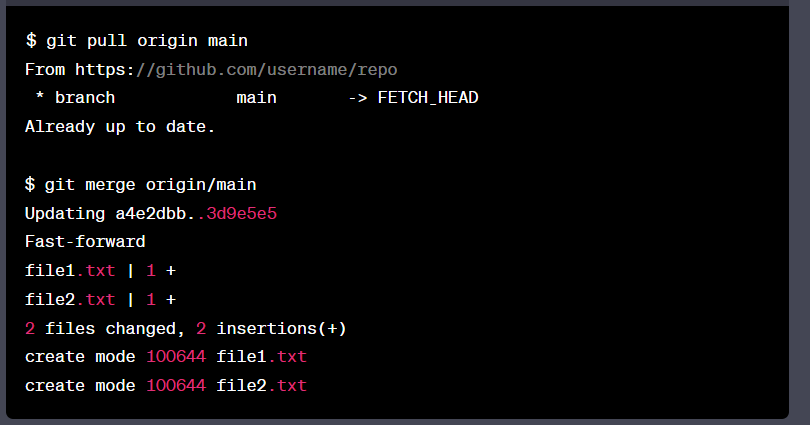 $ git pull origin main
From https://github.com/username/repo
 * branch            main       -> FETCH_HEAD
Already up to date.

$ git merge origin/main
Updating a4e2dbb..3d9e5e5
Fast-forward
file1.txt | 1 +
file2.txt | 1 +
2 files changed, 2 insertions(+)
create mode 100644 file1.txt
create mode 100644 file2.txt